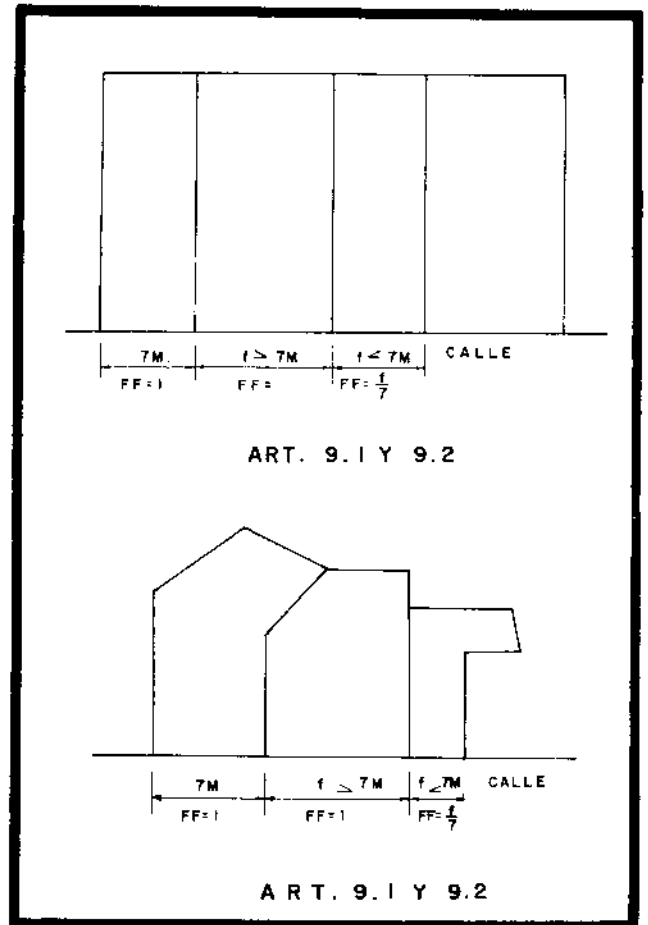 7M. f > 7M f < 7M CALLE
FF=1 FF= FF= f/7
ART. 9.1 Y 9.2
7M f > 7M f < 7M CALLE
FF=1 FF=1 FF= f/7
ART. 9.1 Y 9.2